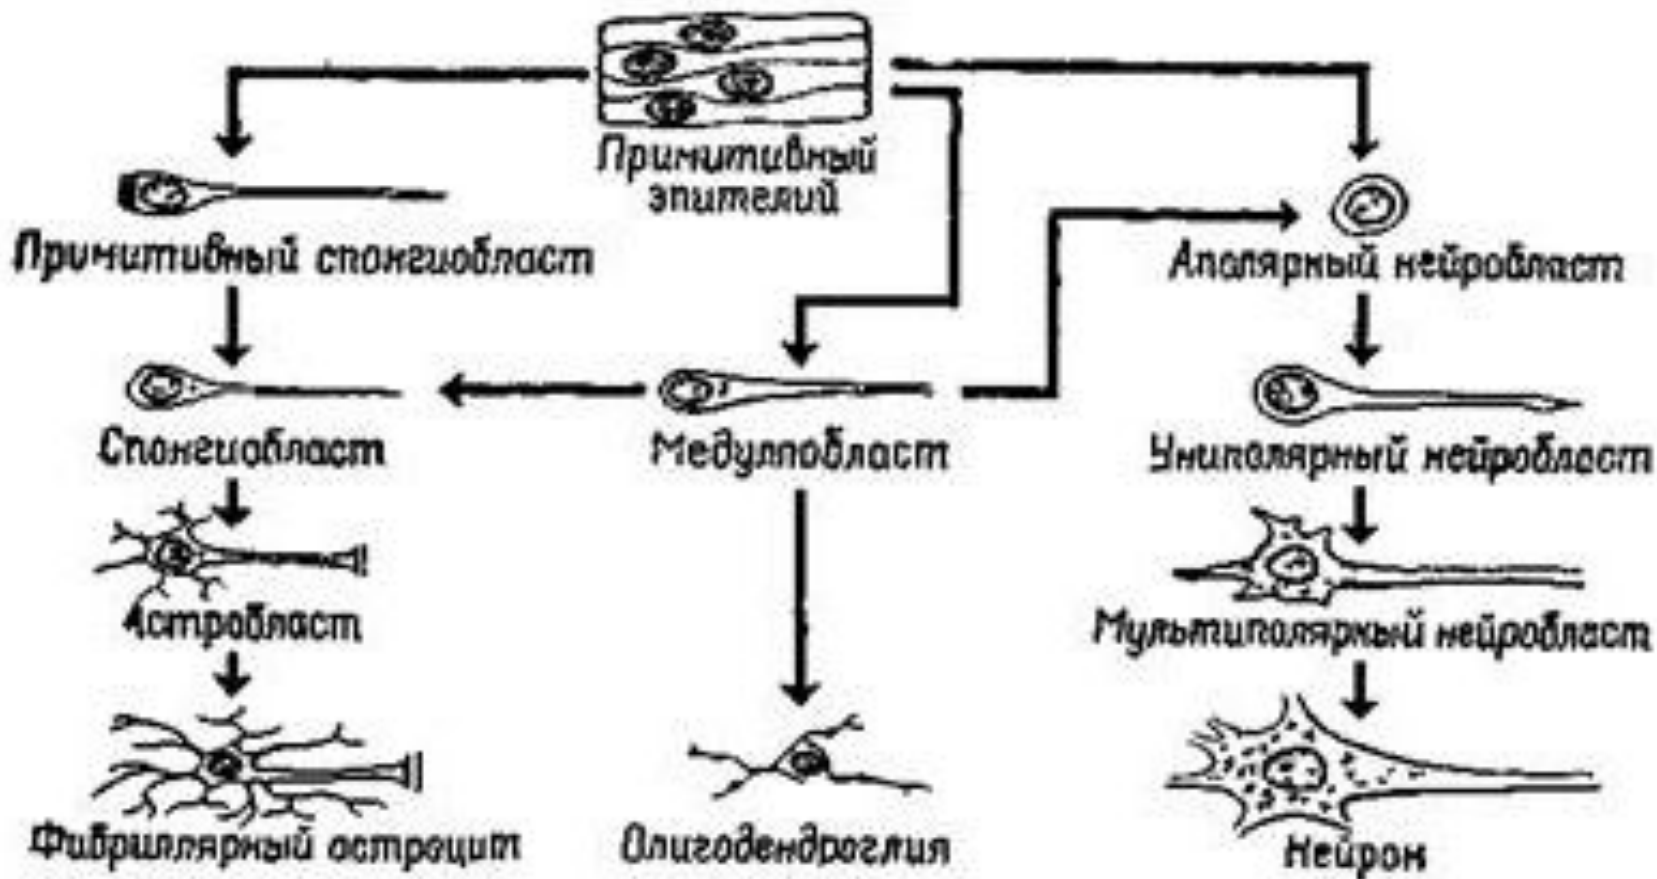 Примитивный
эпителий
Примитивный спонгиобласт
Аполярный нейробласт
Спонгиобласт
Медуллобласт
Униполярный нейробласт
Астробласт
Мультиполярный нейробласт
Фибриллярный астроцит
Олигодендроглия
Нейрон